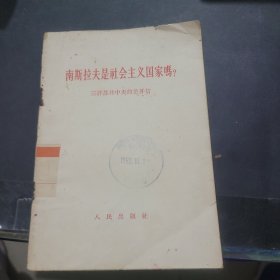 南斯拉夫是社会主义国家嗎？
三评苏共中央的公开信
人民出版社